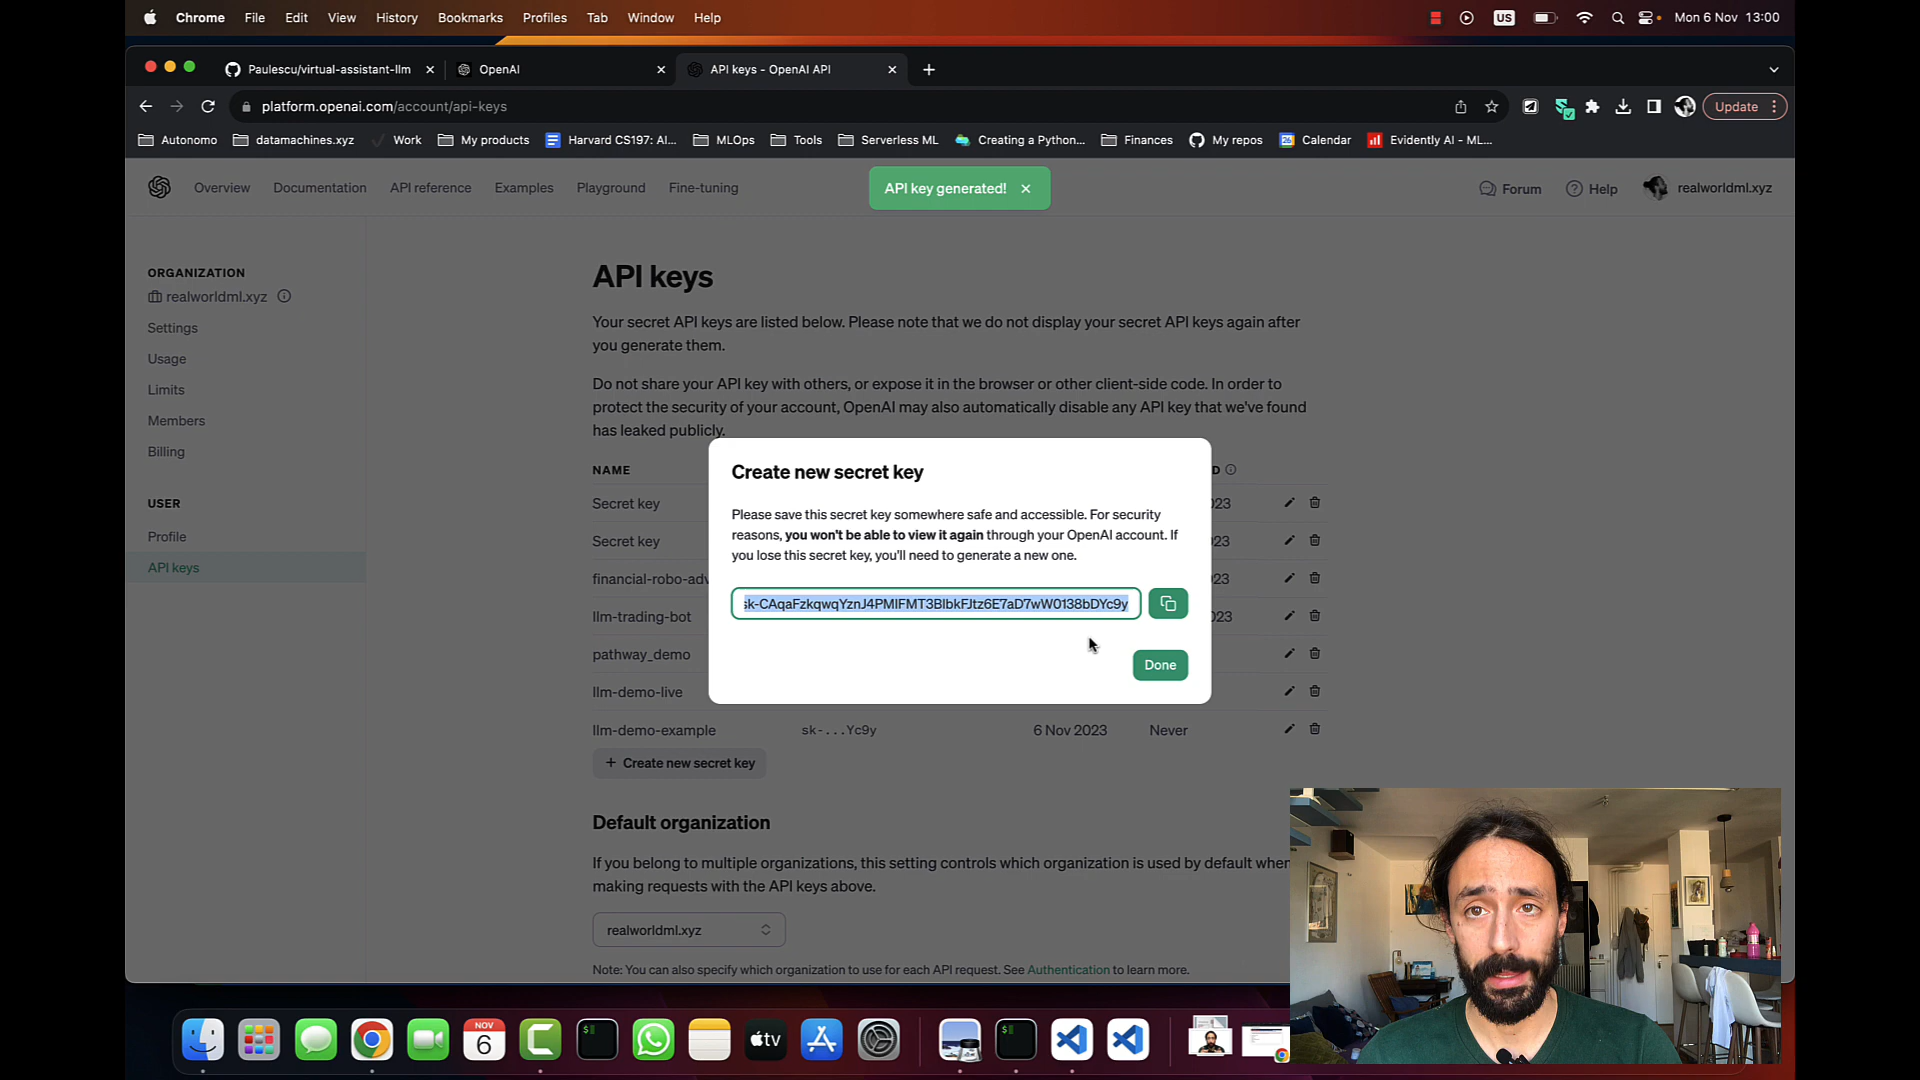 Chrome File Edit View History Bookmarks Profiles Tab Window Help
US
Mon 6 Nov 13:00
Paulescu/virtual-assistant-llm
OpenAI
API keys - OpenAI API
platform.openai.com/account/api-keys
Update
Autonomo
datamachines.xyz
Work
My products
Harvard CS197: AI...
MLOps
Tools
Serverless ML
Creating a Python...
Finances
My repos
Calendar
Evidently AI - ML...
Overview
Documentation
API reference
Examples
Playground
Fine-tuning
API key generated!
Forum
Help
realworldml.xyz
ORGANIZATION
realworldml.xyz
Settings
Usage
Limits
Members
Billing
USER
Profile
API keys
API keys
Your secret API keys are listed below. Please note that we do not display your secret API keys again after
you generate them.
Do not share your API key with others, or expose it in the browser or other client-side code. In order to
protect the security of your account, OpenAI may also automatically disable any API key that we've found
has leaked publicly.
NAME
D
Secret key
023
Secret key
23
financial-robo-adv
23
llm-trading-bot
023
pathway_demo
llm-demo-live
llm-demo-example sk-...Yc9y 6 Nov 2023 Never
Create new secret key
Please save this secret key somewhere safe and accessible. For security
reasons, you won't be able to view it again through your OpenAI account. If
you lose this secret key, you'll need to generate a new one.
Done
+ Create new secret key
Default organization
If you belong to multiple organizations, this setting controls which organization is used by default when
making requests with the API keys above.
realworldml.xyz
Note: You can also specify which organization to use for each API request. See Authentication to learn more.
NOV
6
$
tv
$